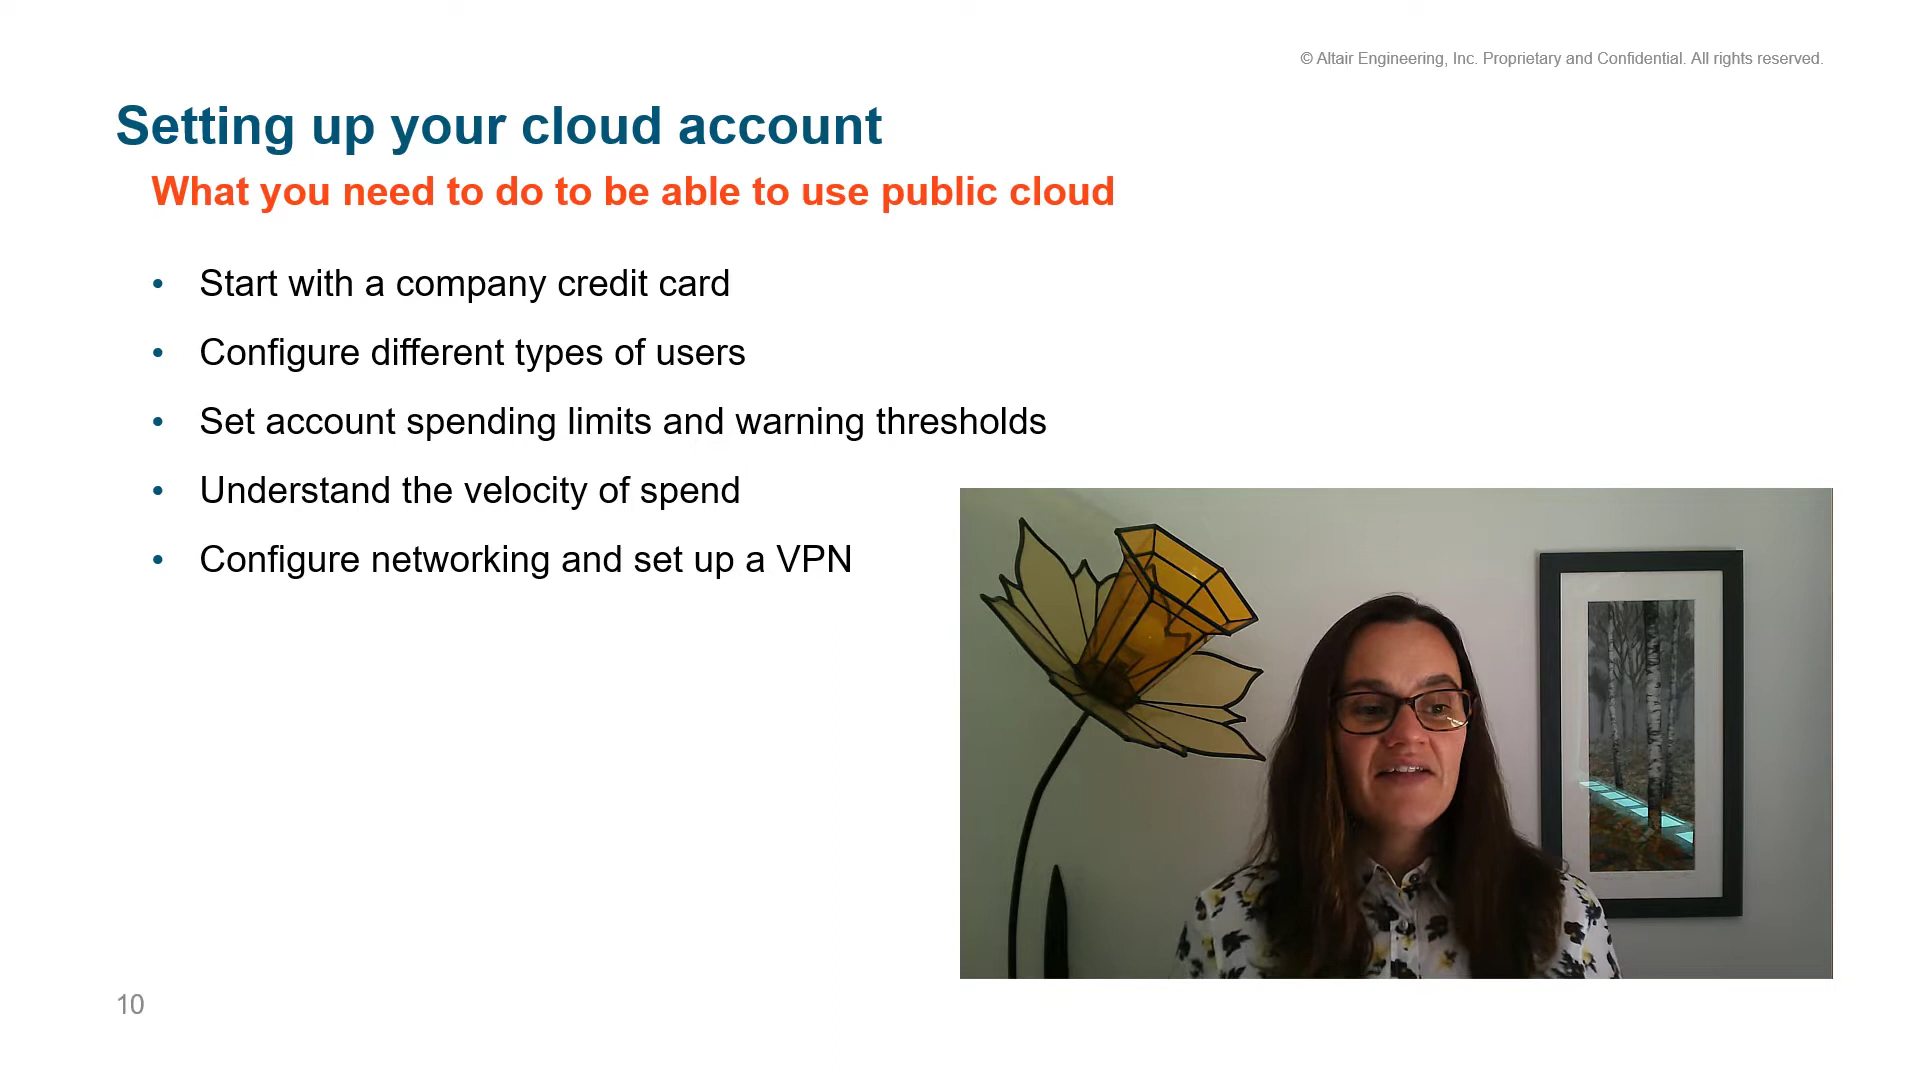 © Altair Engineering, Inc. Proprietary and Confidential. All rights reserved.
Setting up your cloud account
What you need to do to be able to use public cloud
• Start with a company credit card
• Configure different types of users
• Set account spending limits and warning thresholds
• Understand the velocity of spend
• Configure networking and set up a VPN
10